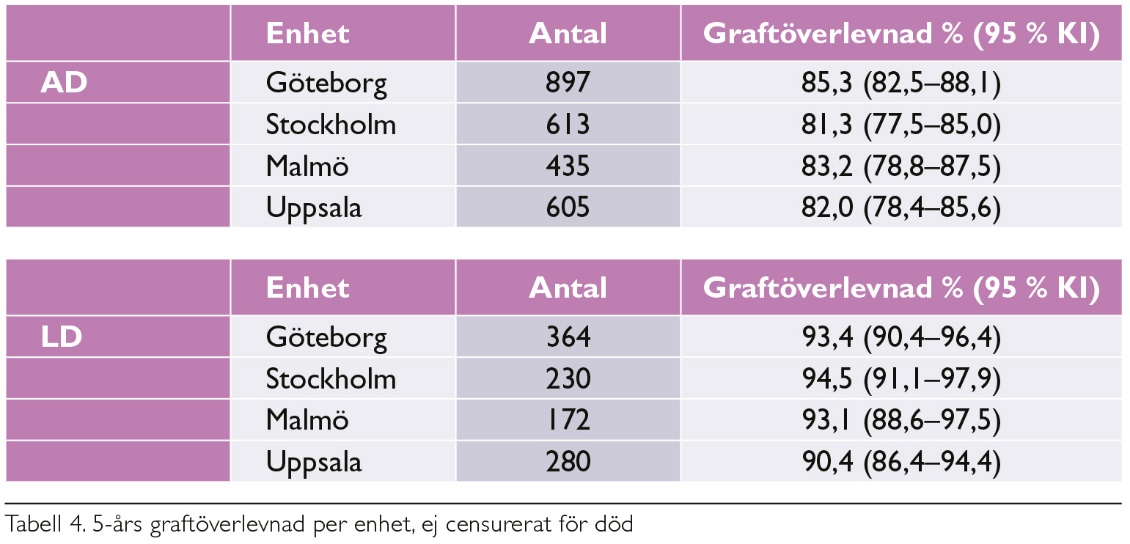 Enhet Antal Graftöverlevnad % (95 % KI)
AD Göteborg 897 85,3 (82,5–88,1)
Stockholm 613 81,3 (77,5–85,0)
Malmö 435 83,2 (78,8–87,5)
Uppsala 605 82,0 (78,4–85,6)
Enhet Antal Graftöverlevnad % (95 % KI)
LD Göteborg 364 93,4 (90,4–96,4)
Stockholm 230 94,5 (91,1–97,9)
Malmö 172 93,1 (88,6–97,5)
Uppsala 280 90,4 (86,4–94,4)
Tabell 4. 5-års graftöverlevnad per enhet, ej censurerat för död